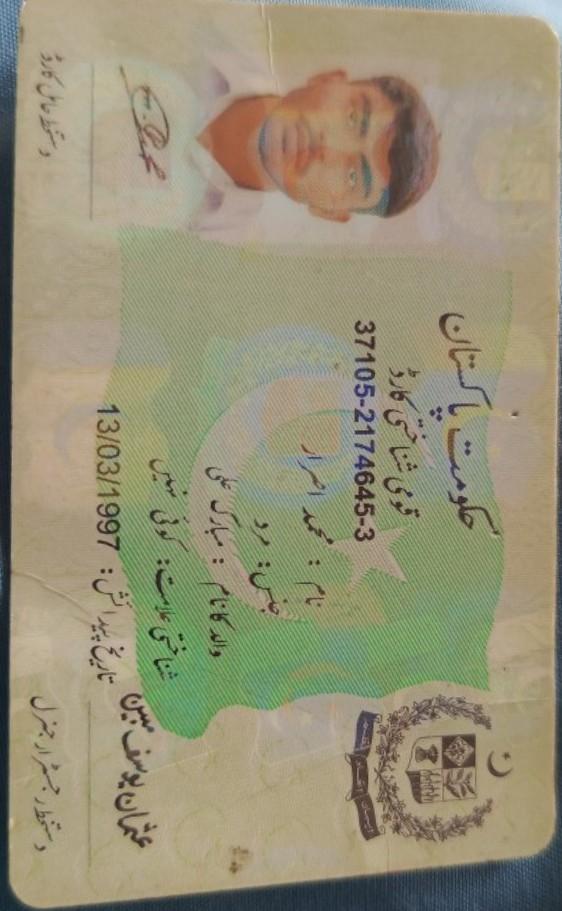 حکومت پاکستان
قومی شناختی کارڈ
37105-2174645-3
نام : محمد اسرار
جنس : مرد
والد کا نام : مبارک علی
شناختی علامت : کوئی نہیں
تاریخ پیدائش : 13/03/1997
عثمان یوسف مبین
دستخط رجسٹرار جنرل
دستخط حامل کارڈ